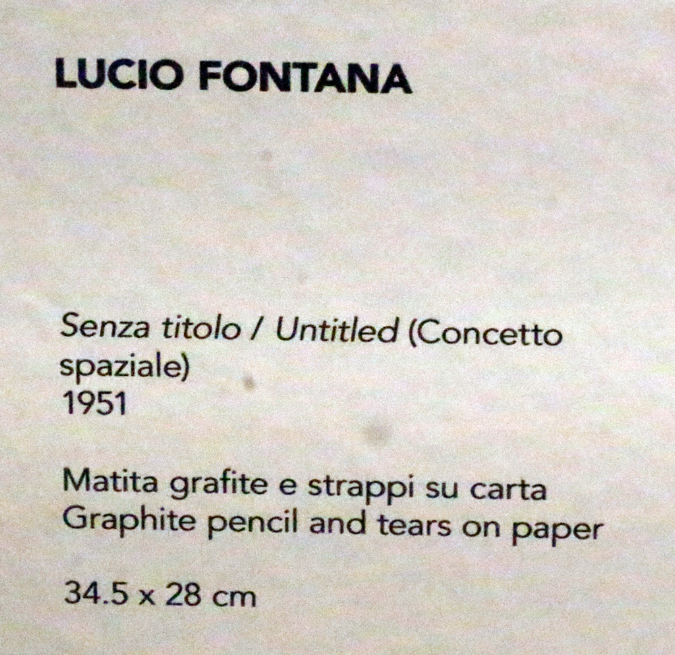 LUCIO FONTANA
Senza titolo / Untitled (Concetto
spaziale)
1951
Matita grafite e strappi su carta
Graphite pencil and tears on paper
34.5 x 28 cm